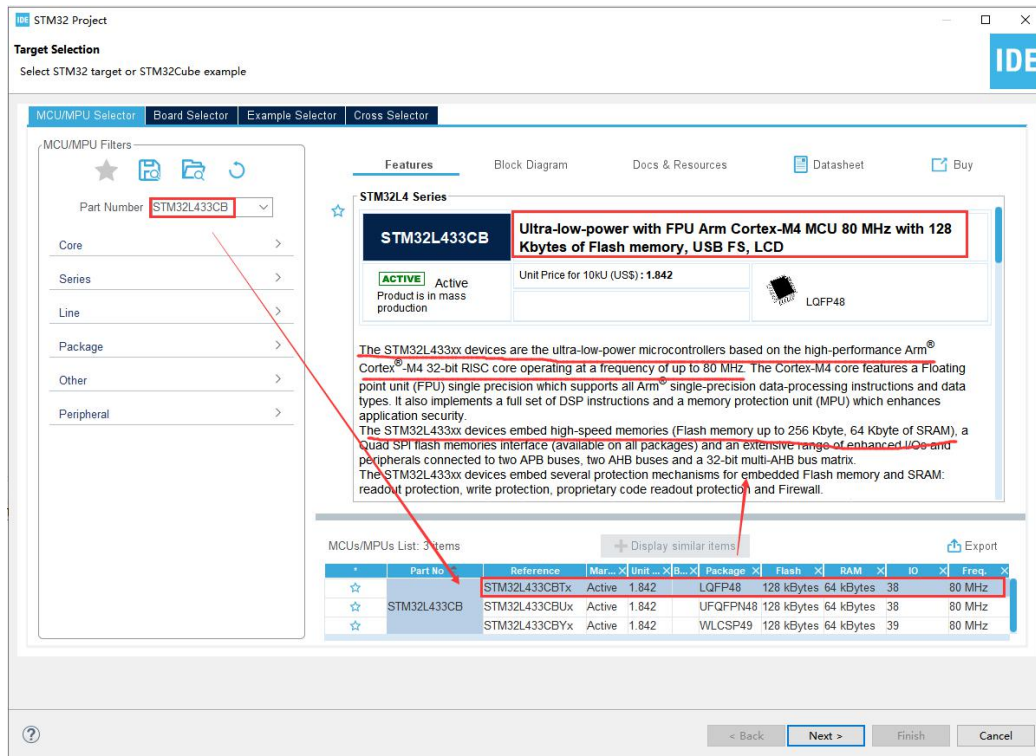 IDE STM32 Project
Target Selection
Select STM32 target or STM32Cube example
IDE
MCU/MPU Selector Board Selector Example Selector Cross Selector
MCU/MPU Filters
Part Number STM32L433CB
Core
Series
Line
Package
Other
Peripheral
Features Block Diagram Docs & Resources Datasheet Buy
STM32L4 Series
STM32L433CB
Ultra-low-power with FPU Arm Cortex-M4 MCU 80 MHz with 128
Kbytes of Flash memory, USB FS, LCD
ACTIVE Active
Product is in mass
production
Unit Price for 10kU (US$) : 1.842
LQFP48
The STM32L433xx devices are the ultra-low-power microcontrollers based on the high-performance Arm®
Cortex®-M4 32-bit RISC core operating at a frequency of up to 80 MHz. The Cortex-M4 core features a Floating
point unit (FPU) single precision which supports all Arm® single-precision data-processing instructions and data
types. It also implements a full set of DSP instructions and a memory protection unit (MPU) which enhances
application security.
The STM32L433xx devices embed high-speed memories (Flash memory up to 256 Kbyte, 64 Kbyte of SRAM), a
Quad SPI flash memories interface (available on all packages) and an extensive range of enhanced I/Os and
peripherals connected to two APB buses, two AHB buses and a 32-bit multi-AHB bus matrix.
The STM32L433xx devices embed several protection mechanisms for embedded Flash memory and SRAM:
readout protection, write protection, proprietary code readout protection and Firewall.
MCUs/MPUs List: 3 items + Display similar items Export
* Part No Reference Mar... X Unit ... X B... X Package X Flash X RAM X IO X Freq. X
STM32L433CBTx Active 1.842 LQFP48 128 kBytes 64 kBytes 38 80 MHz
STM32L433CB STM32L433CBUx Active 1.842 UFQFPN48 128 kBytes 64 kBytes 38 80 MHz
STM32L433CBYx Active 1.842 WLCSP49 128 kBytes 64 kBytes 39 80 MHz
? < Back Next > Finish Cancel